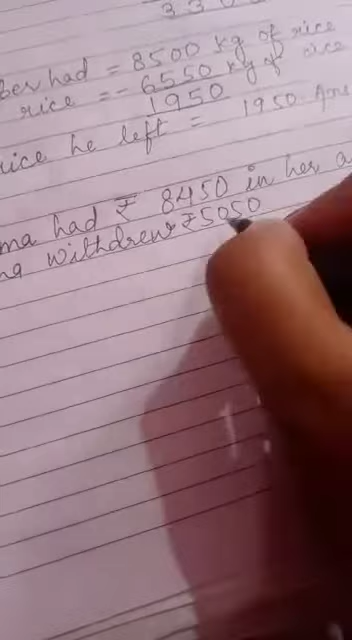 330
ber had = 8500 kg of rice
rice = - 6550 kg of rice
1950
rice he left = 1950 Ans
ma had ₹ 8450 in her a
na withdrew ₹5050